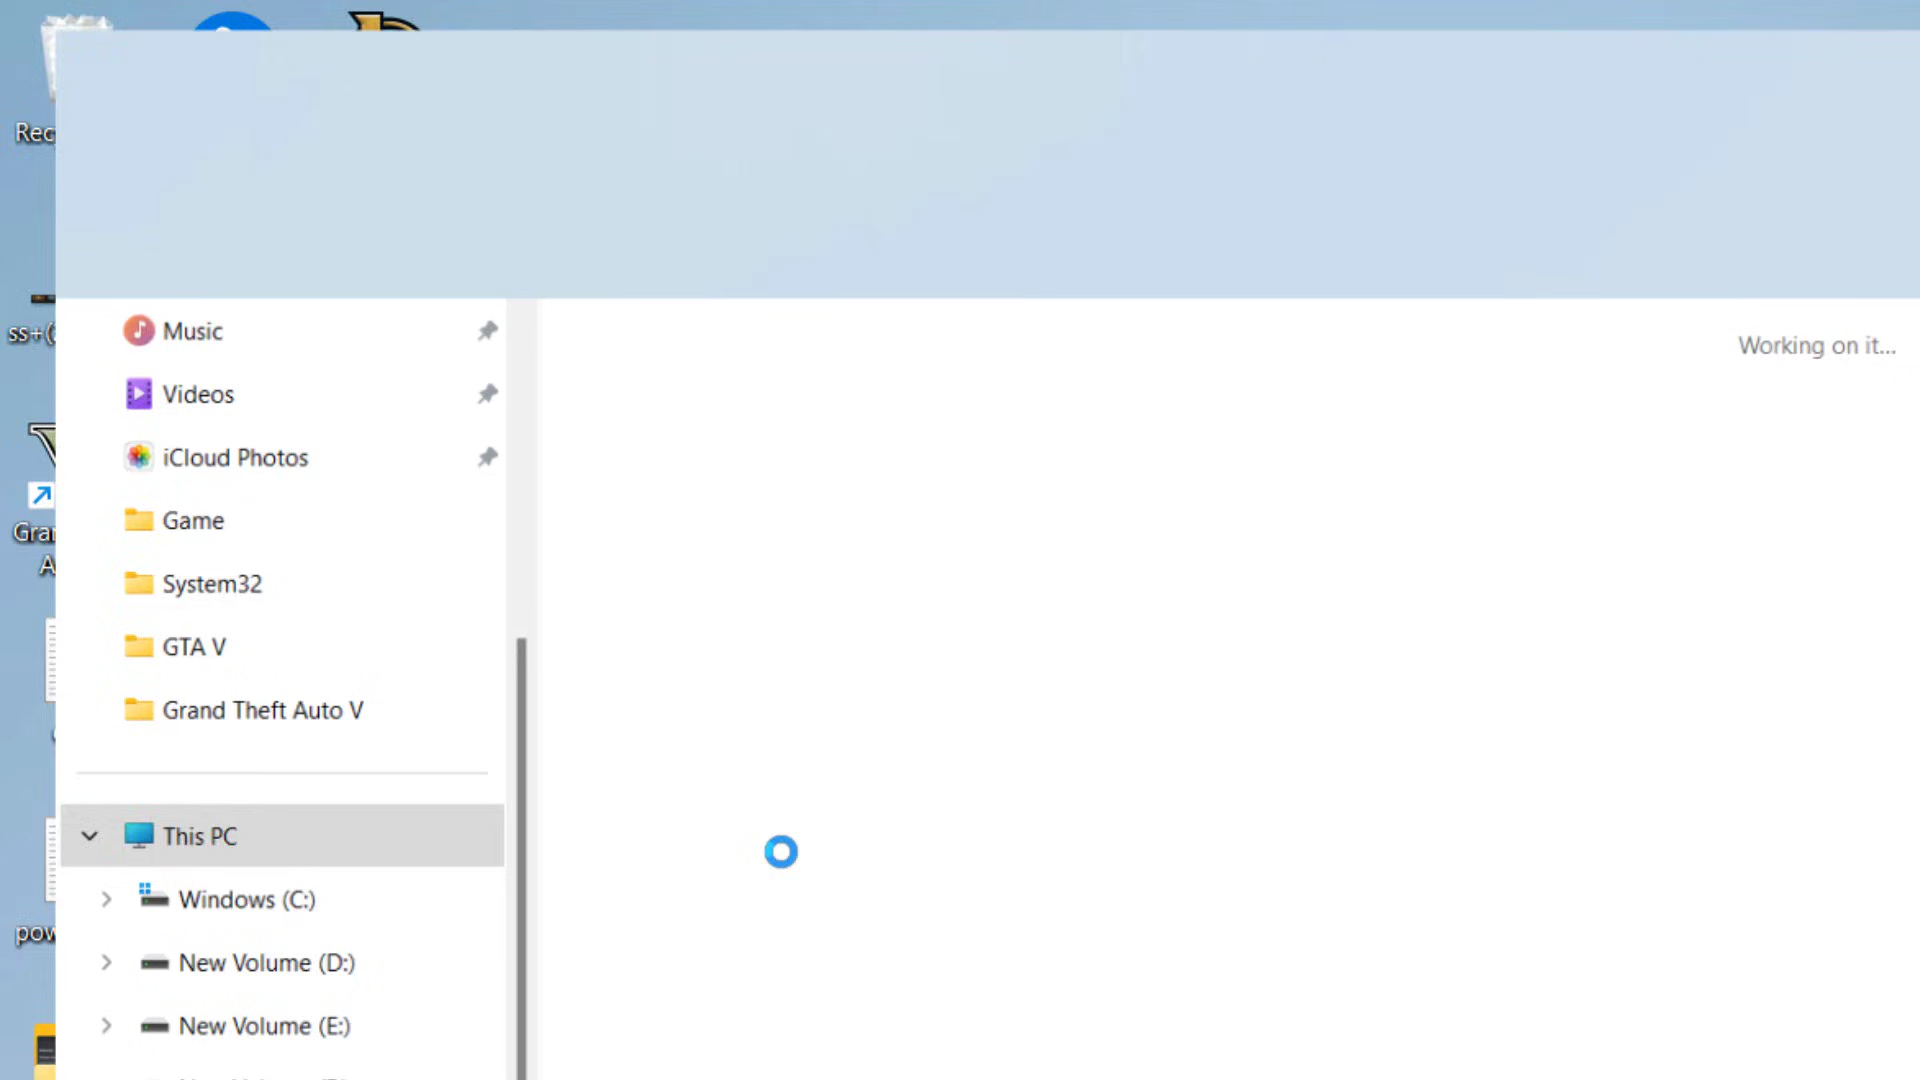 Rec
ss+(
Gra
A
pow
Music
Videos
iCloud Photos
Game
System32
GTA V
Grand Theft Auto V
This PC
Windows (C:)
New Volume (D:)
New Volume (E:)
Working on it...